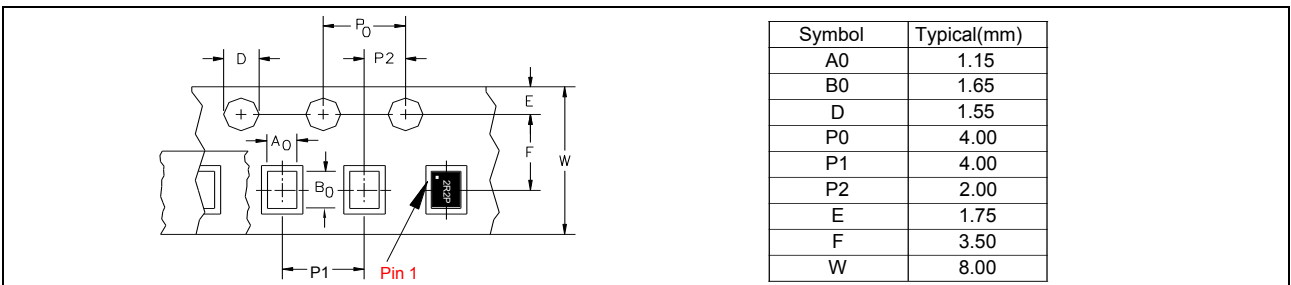 P0
D
P2
E
A0
F
W
B0
2R2P
P1
Pin 1
Symbol Typical(mm)
A0 1.15
B0 1.65
D 1.55
P0 4.00
P1 4.00
P2 2.00
E 1.75
F 3.50
W 8.00